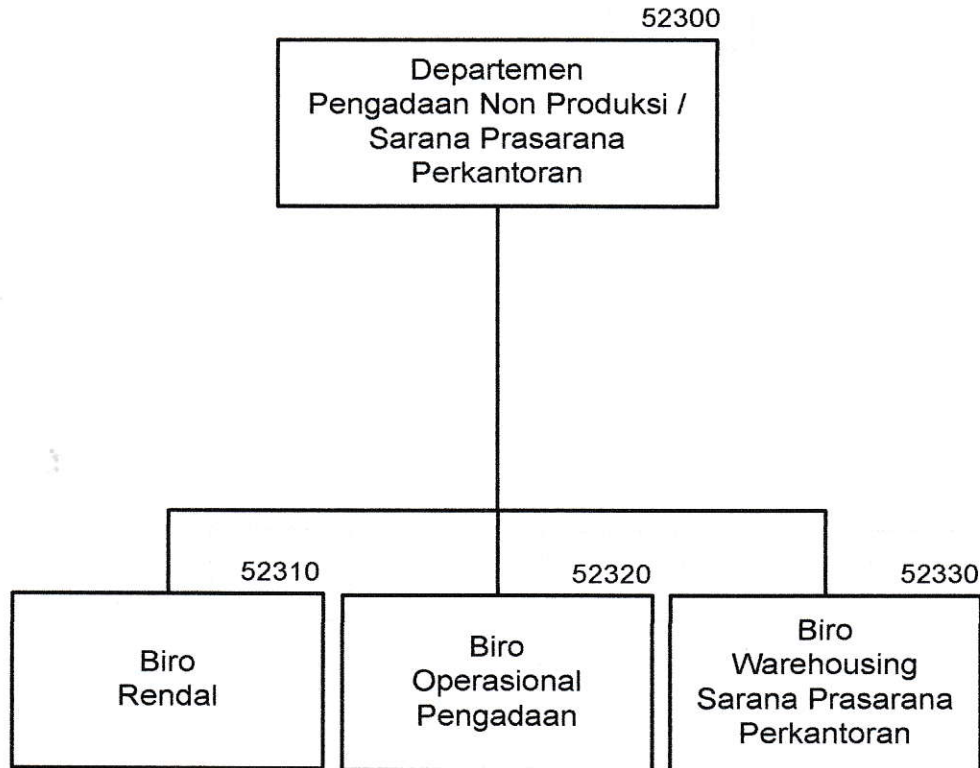 52300
Departemen
Pengadaan Non Produksi /
Sarana Prasarana
Perkantoran
52310
Biro
Rendal
52320
Biro
Operasional
Pengadaan
52330
Biro
Warehousing
Sarana Prasarana
Perkantoran